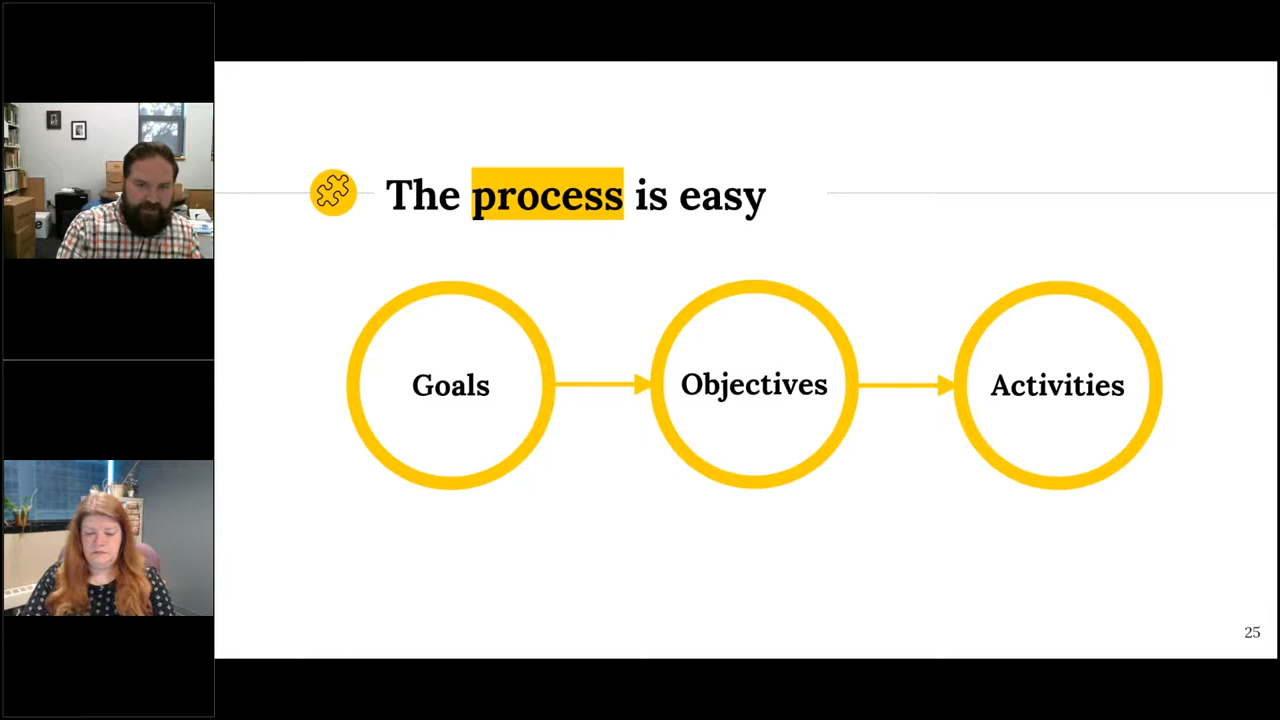 The process is easy
Goals
Objectives
Activities
25